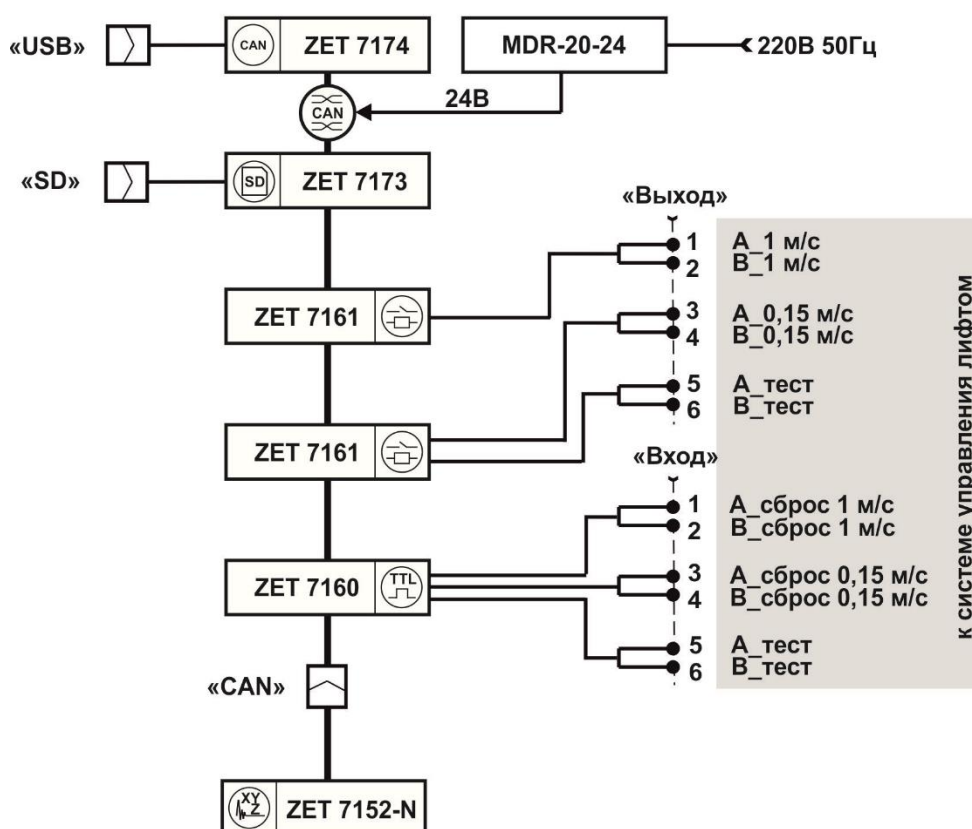 «USB»
CAN
ZET 7174
MDR-20-24
220В 50Гц
24В
CAN
«SD»
SD
ZET 7173
«Выход»
1 А_1 м/с
2 В_1 м/с
ZET 7161
3 А_0,15 м/с
4 В_0,15 м/с
5 А_тест
6 В_тест
ZET 7161
«Вход»
1 А_сброс 1 м/с
2 В_сброс 1 м/с
ZET 7160
TTL
3 А_сброс 0,15 м/с
4 В_сброс 0,15 м/с
5 А_тест
6 В_тест
к системе управления лифтом
«CAN»
XY
Z
ZET 7152-N